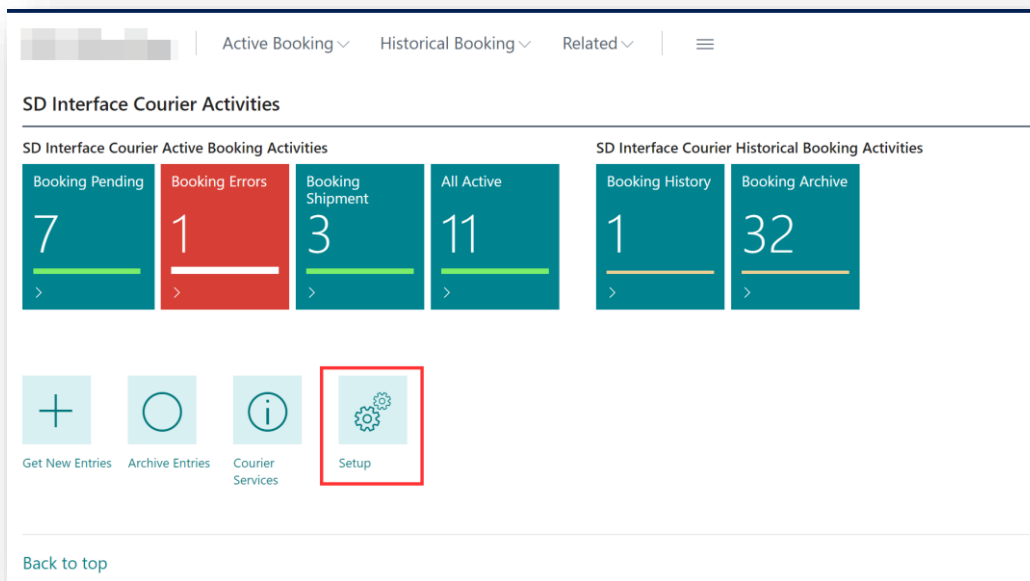 Active Booking
Historical Booking
Related
SD Interface Courier Activities
SD Interface Courier Active Booking Activities
SD Interface Courier Historical Booking Activities
Booking Pending
7
Booking Errors
1
Booking
Shipment
3
All Active
11
Booking History
1
Booking Archive
32
Get New Entries
Archive Entries
Courier
Services
Setup
Back to top